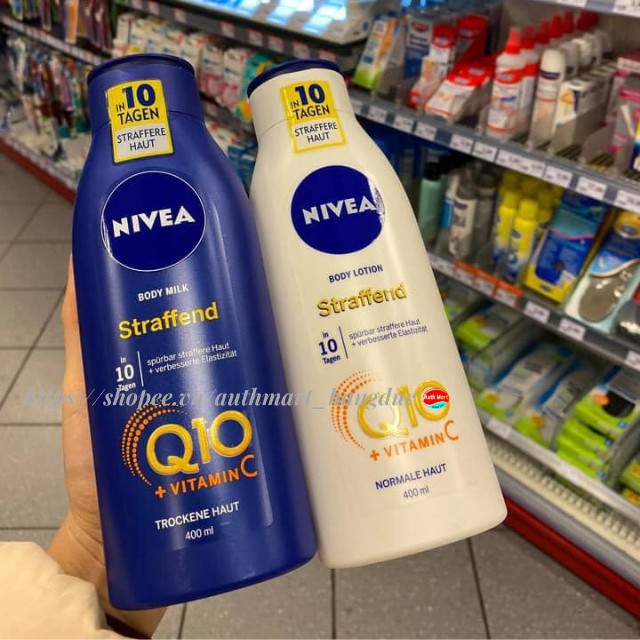 IN 10
TAGEN
STRAFFERE
HAUT
NIVEA
BODY MILK
Straffend
in
10
Tagen
spürbar straffere Haut
+ verbesserte Elastizität
Q10
+ VITAMIN C
TROCKENE HAUT
400 ml
IN 10
TAGEN
STRAFFERE
HAUT
NIVEA
BODY LOTION
Straffend
in
10
Tagen
spürbar straffere Haut
+ verbesserte Elastizität
Q10
+ VITAMIN C
NORMALE HAUT
400 ml
https://shopee.vn/authmart_hangduc
Auth Mart